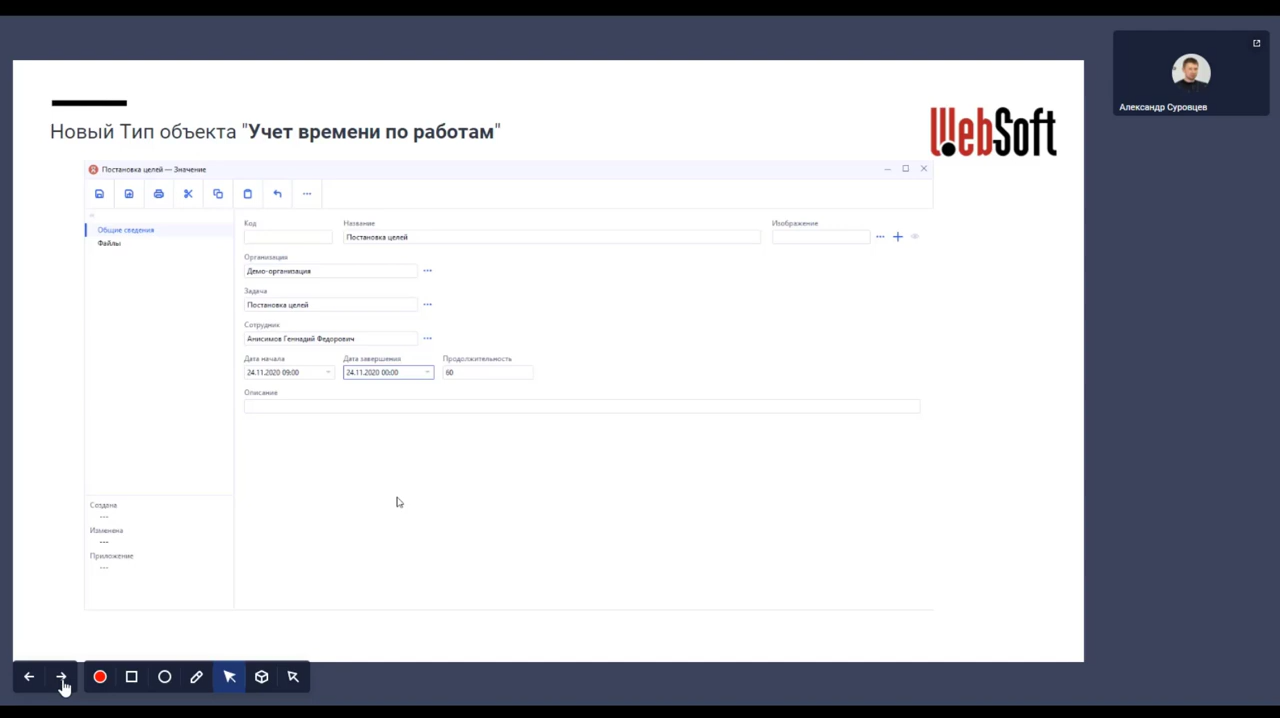 Александр Суровцев
Новый Тип объекта "Учет времени по работам"
WebSoft
Постановка целей — Значение
Общие сведения
Файлы
Код
Название
Изображение
Постановка целей
Организация
Демо-организация
Задача
Постановка целей
Сотрудник
Анисимов Геннадий Федорович
Дата начала
Дата завершения
Продолжительность
24.11.2020 09:00
24.11.2020 00:00
60
Описание
Создана
---
Изменена
---
Приложение
---